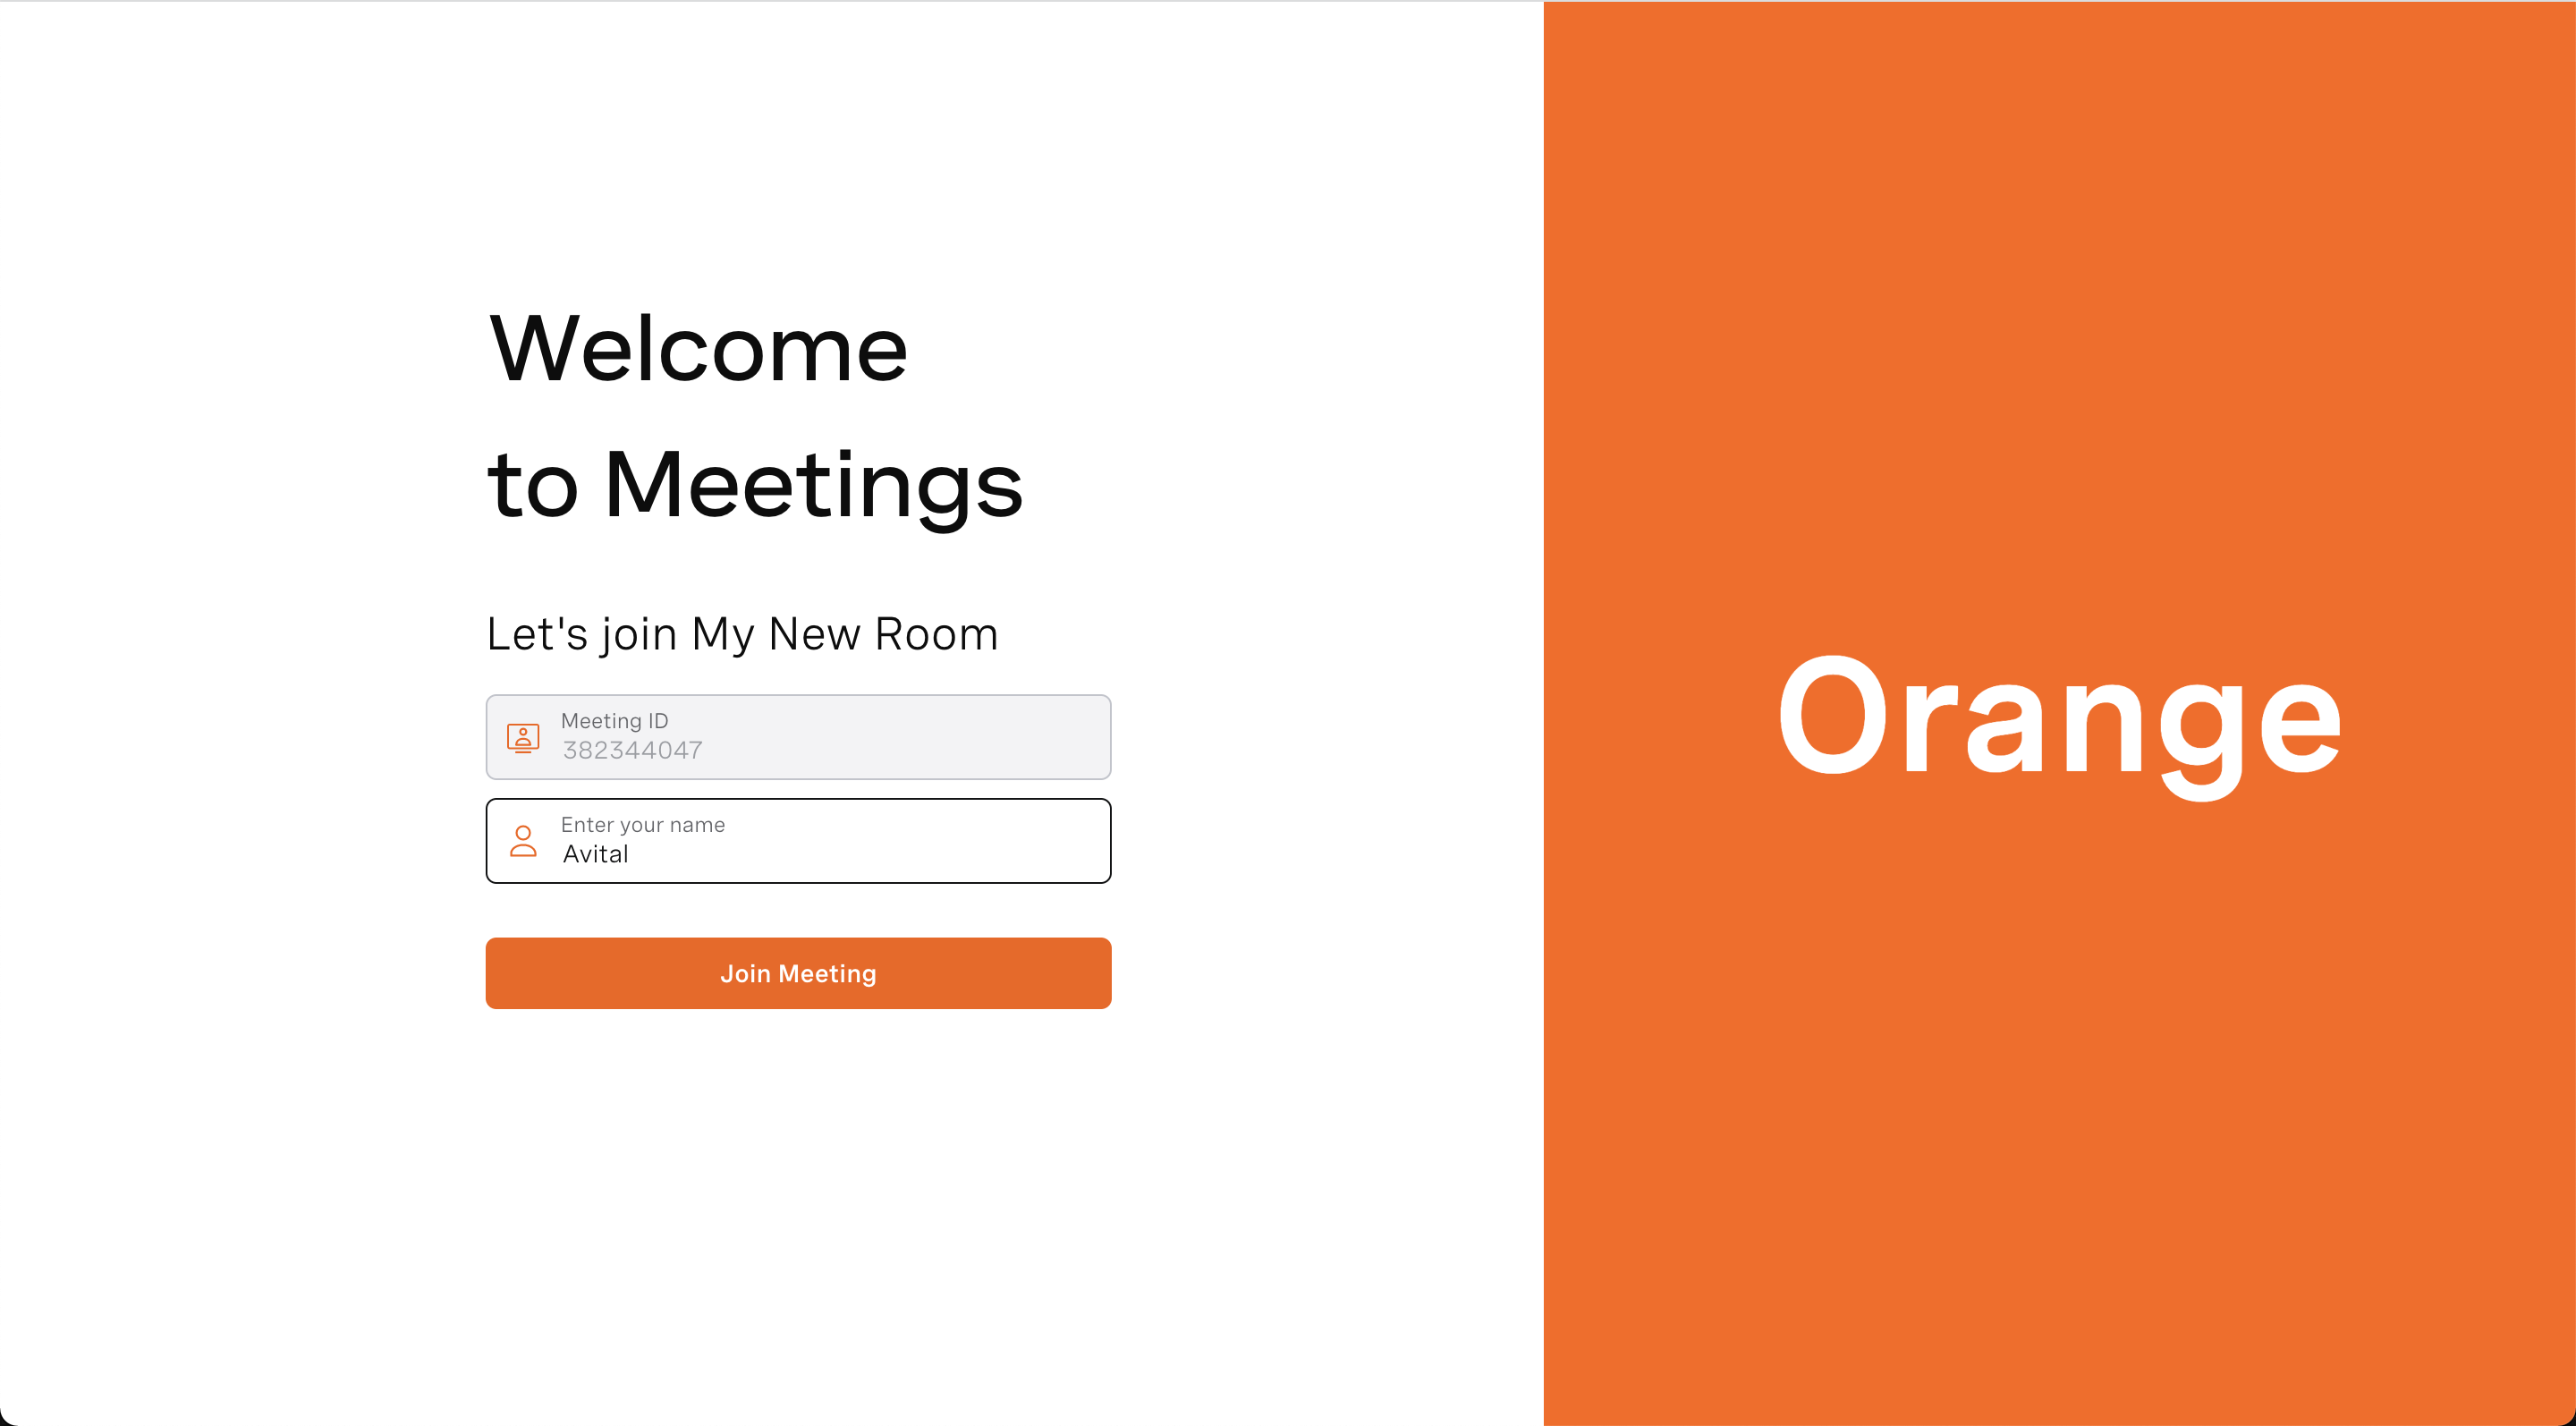 Welcome
to Meetings
Let's join My New Room
Meeting ID
382344047
Enter your name
Avital
Join Meeting
Orange